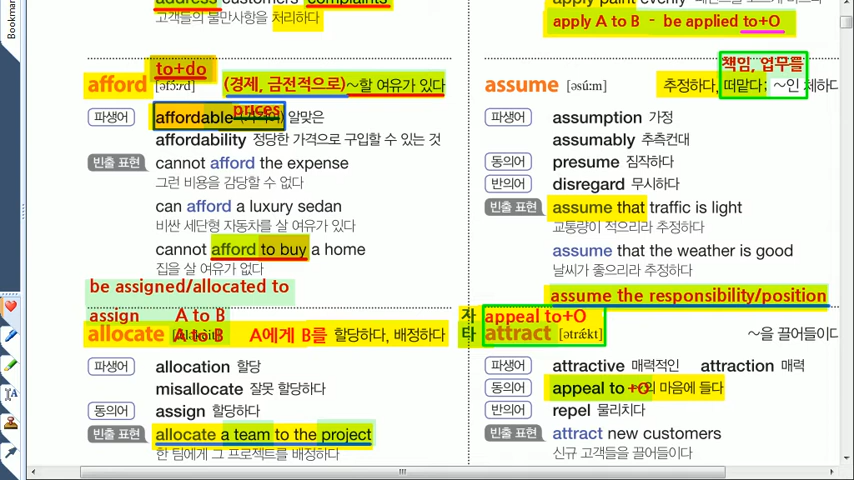 Bookmar
address customers complaints
고객들의 불만사항을 처리하다
to+do
afford [əfɔ́ːrd] (경제, 금전적으로)~할 여유가 있다
prices
파생어 affordable 알맞은
affordability 정당한 가격으로 구입할 수 있는 것
빈출 표현 cannot afford the expense
그런 비용을 감당할 수 없다
can afford a luxury sedan
비싼 세단형 자동차를 살 여유가 있다
cannot afford to buy a home
집을 살 여유가 없다
be assigned/allocated to
assign A to B
allocate A to B A에게 B를 할당하다, 배정하다
파생어 allocation 할당
misallocate 잘못 할당하다
동의어 assign 할당하다
빈출 표현 allocate a team to the project
한 팀에게 그 프로젝트를 배정하다
apply paint evenly
apply A to B - be applied to+O
책임, 업무를
assume [əsúːm] 추정하다, 떠맡다; ~인 체하다
파생어 assumption 가정
assumably 추측컨대
동의어 presume 짐작하다
반의어 disregard 무시하다
빈출 표현 assume that traffic is light
교통량이 적으리라 추정하다
assume that the weather is good
날씨가 좋으리라 추정하다
assume the responsibility/position
자 appeal to+O
타 attract [ətrǽkt] ~을 끌어들이다
파생어 attractive 매력적인 attraction 매력
동의어 appeal to +O ~의 마음에 들다
반의어 repel 물리치다
빈출 표현 attract new customers
신규 고객들을 끌어들이다